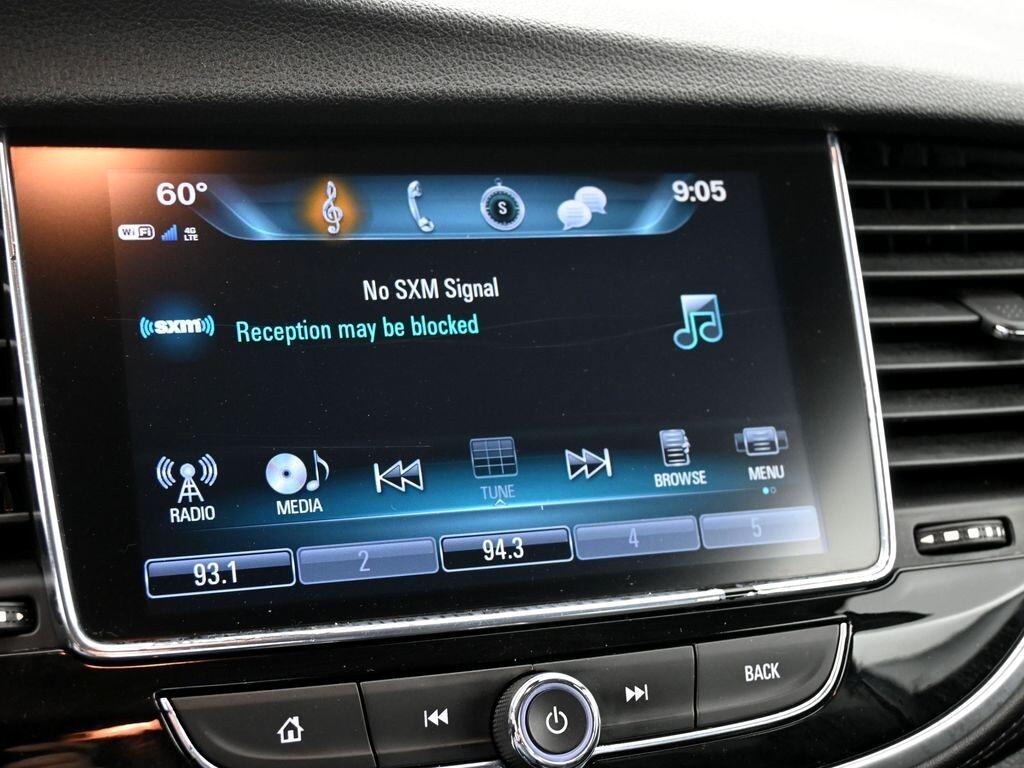 60°
9:05
S
WiFi
4G
LTE
No SXM Signal
((sxm))
Reception may be blocked
RADIO
MEDIA
TUNE
BROWSE
MENU
93.1
2
94.3
4
5
BACK